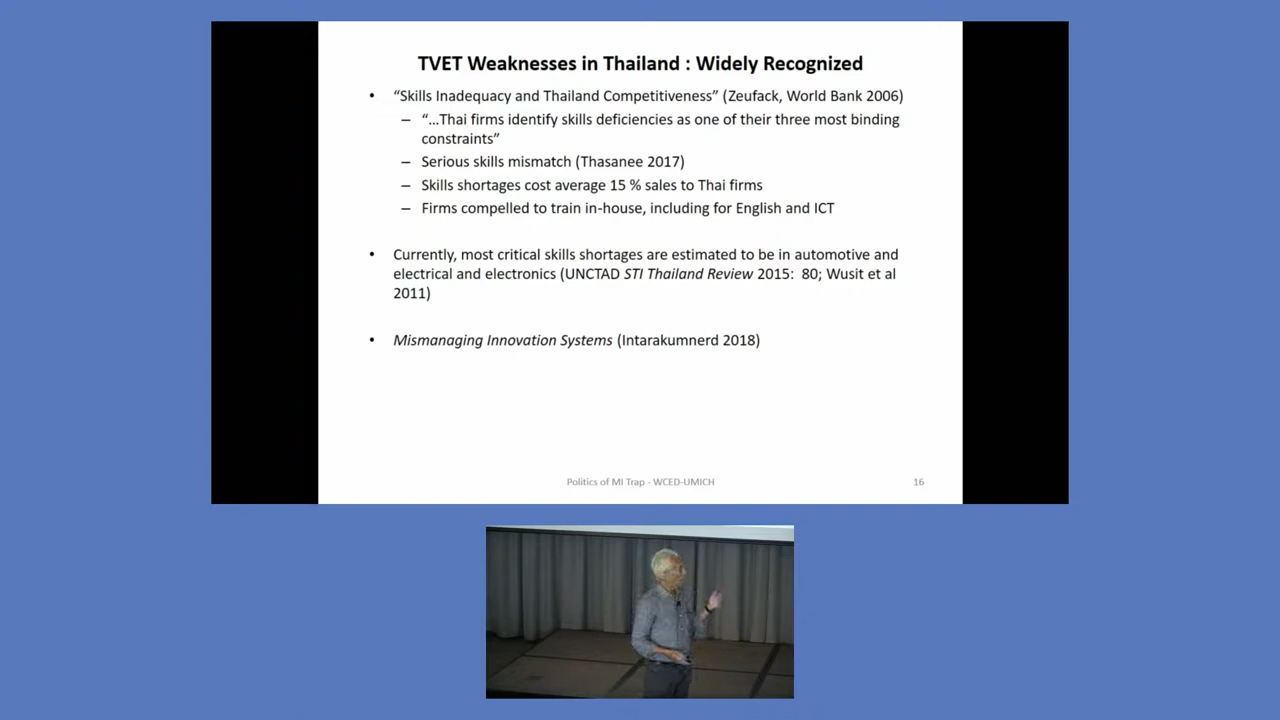 TVET Weaknesses in Thailand : Widely Recognized
• “Skills Inadequacy and Thailand Competitiveness” (Zeufack, World Bank 2006)
– “…Thai firms identify skills deficiencies as one of their three most binding
constraints”
– Serious skills mismatch (Thasanee 2017)
– Skills shortages cost average 15 % sales to Thai firms
– Firms compelled to train in-house, including for English and ICT
• Currently, most critical skills shortages are estimated to be in automotive and
electrical and electronics (UNCTAD STI Thailand Review 2015: 80; Wusit et al
2011)
• Mismanaging Innovation Systems (Intarakumnerd 2018)
Politics of MI Trap - WCED-UMICH
16